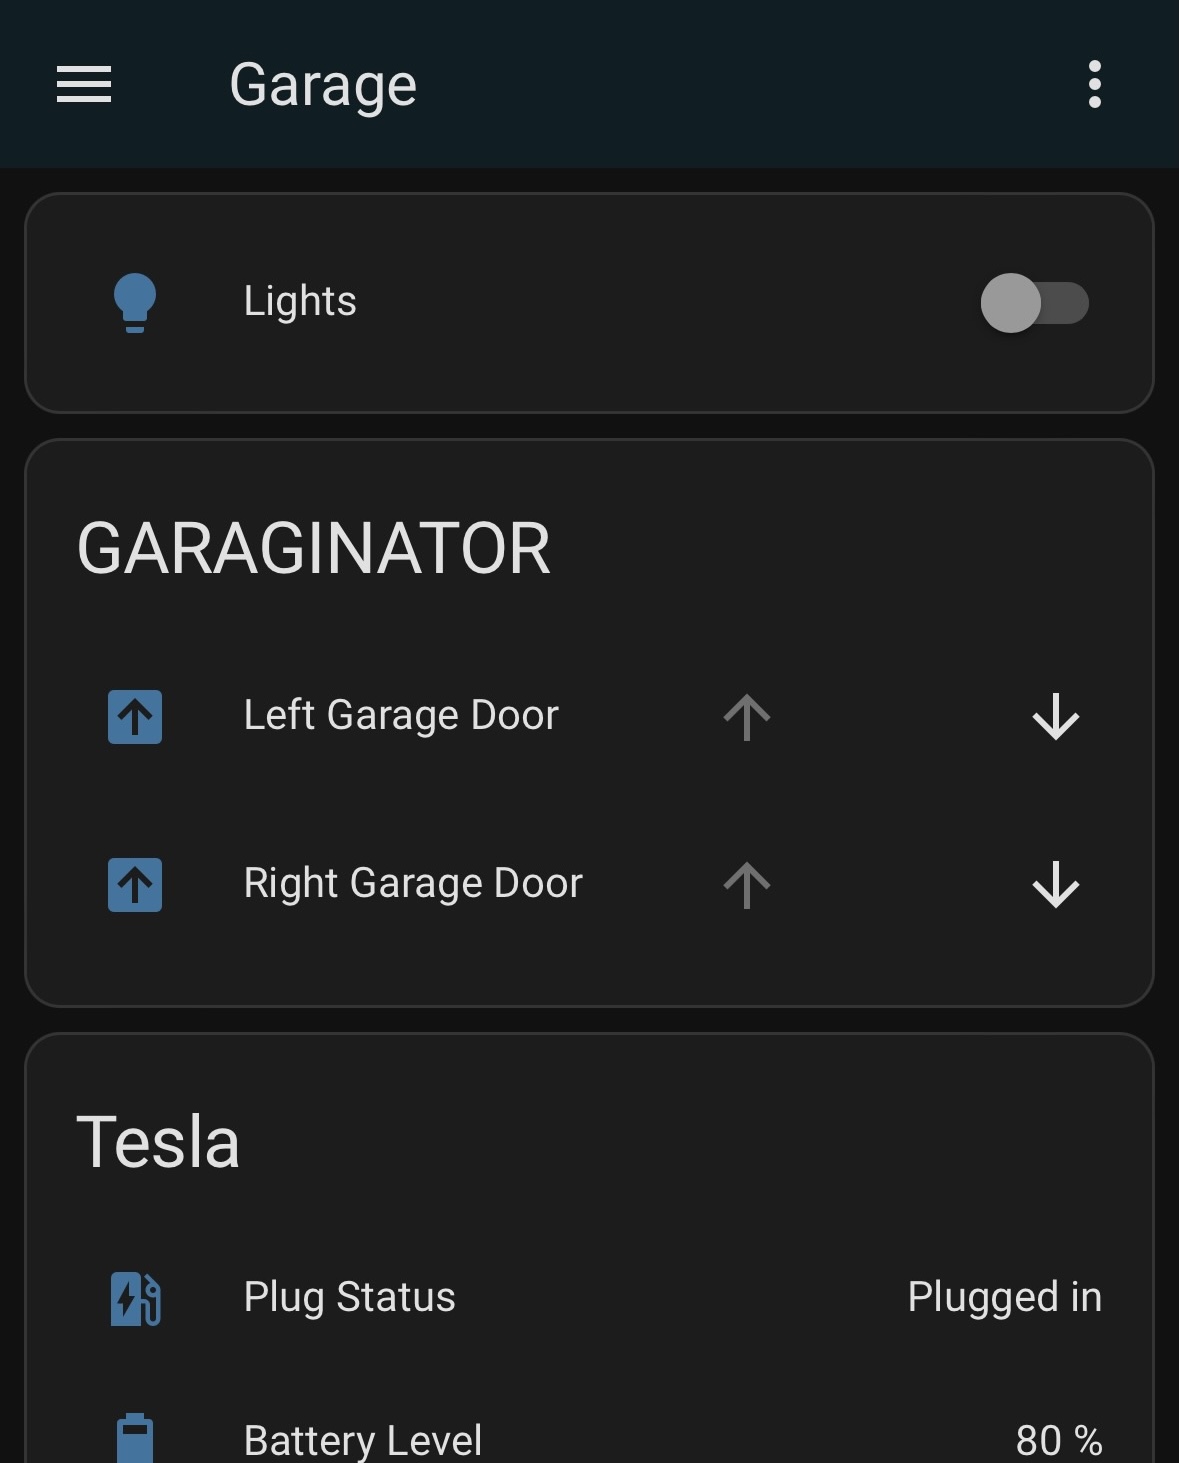 Garage
Lights
GARAGINATOR
Left Garage Door
Right Garage Door
Tesla
Plug Status Plugged in
Battery Level 80 %